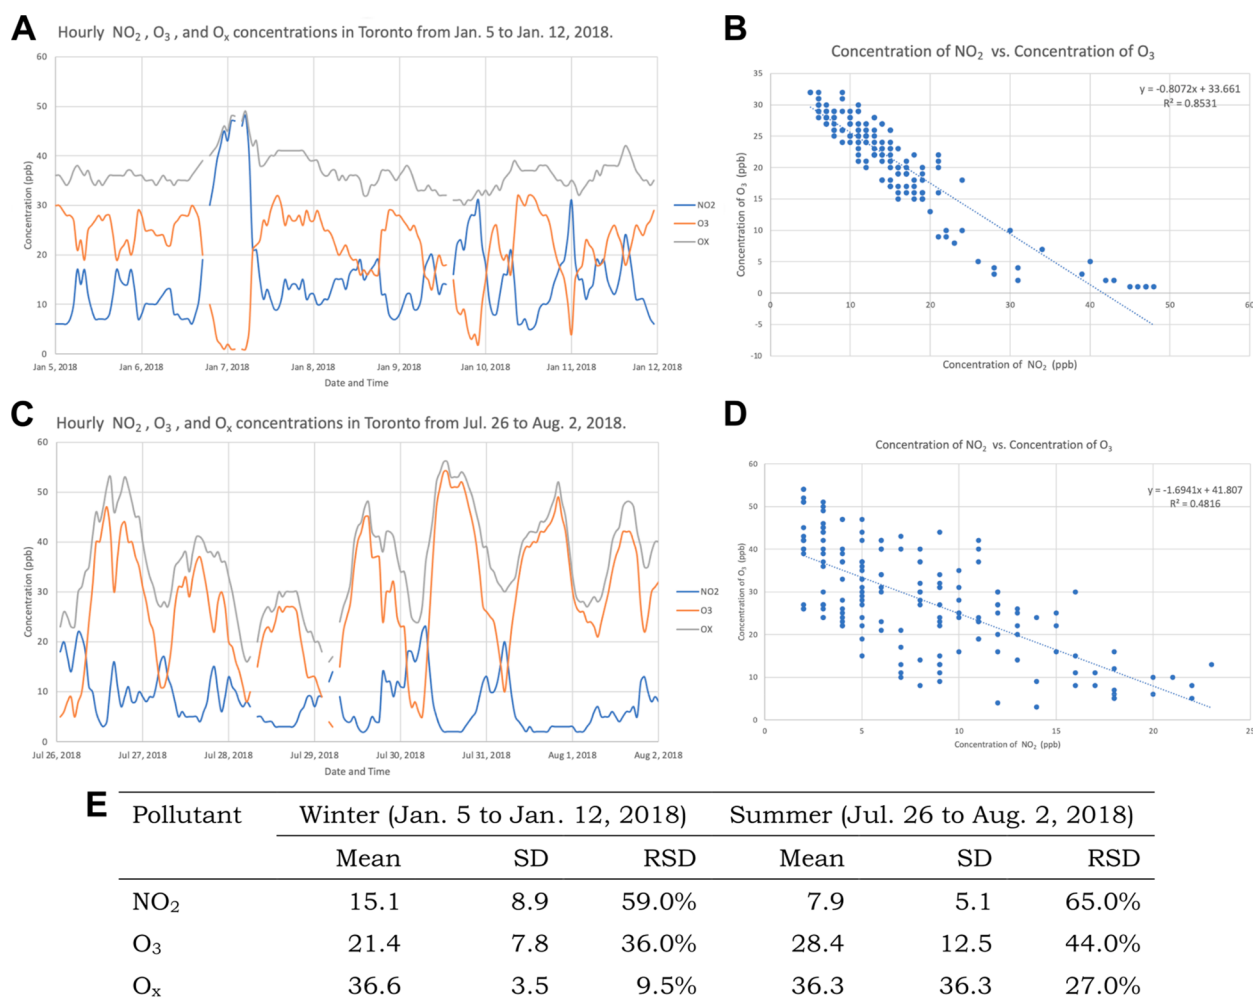 A
Hourly NO2 , O3 , and Ox concentrations in Toronto from Jan. 5 to Jan. 12, 2018.
60
50
40
30
20
10
0
Concentration (ppb)
Jan 5, 2018 Jan 6, 2018 Jan 7, 2018 Jan 8, 2018 Jan 9, 2018 Jan 10, 2018 Jan 11, 2018 Jan 12, 2018
Date and Time
NO2
O3
OX
B
Concentration of NO2 vs. Concentration of O3
y = -0.8072x + 33.661
R² = 0.8531
35
30
25
20
15
10
5
0
-5
-10
Concentration of O3 (ppb)
0 10 20 30 40 50 60
Concentration of NO2 (ppb)
C
Hourly NO2 , O3 , and Ox concentrations in Toronto from Jul. 26 to Aug. 2, 2018.
60
50
40
30
20
10
0
Concentration (ppb)
Jul 26, 2018 Jul 27, 2018 Jul 28, 2018 Jul 29, 2018 Jul 30, 2018 Jul 31, 2018 Aug 1, 2018 Aug 2, 2018
Date and Time
NO2
O3
OX
D
Concentration of NO2 vs. Concentration of O3
y = -1.6941x + 41.807
R² = 0.4816
60
50
40
30
20
10
0
Concentration of O3 (ppb)
0 5 10 15 20 25
Concentration of NO2 (ppb)
E
Pollutant Winter (Jan. 5 to Jan. 12, 2018) Summer (Jul. 26 to Aug. 2, 2018)
Mean SD RSD Mean SD RSD
NO2 15.1 8.9 59.0% 7.9 5.1 65.0%
O3 21.4 7.8 36.0% 28.4 12.5 44.0%
Ox 36.6 3.5 9.5% 36.3 36.3 27.0%